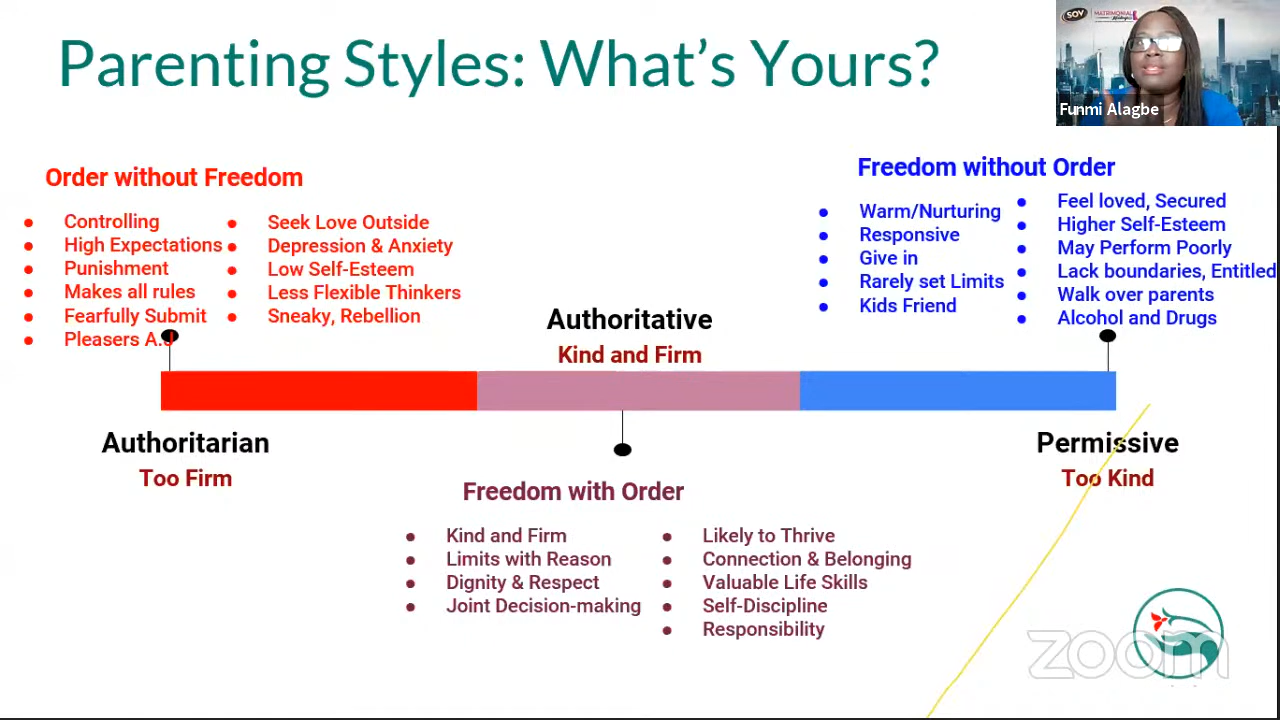 Parenting Styles: What's Yours?
SOV
MATRIMONIAL
Funmi Alagbe
Order without Freedom
Controlling
High Expectations
Punishment
Makes all rules
Fearfully Submit
Pleasers A.J
Seek Love Outside
Depression & Anxiety
Low Self-Esteem
Less Flexible Thinkers
Sneaky, Rebellion
Freedom without Order
Warm/Nurturing
Responsive
Give in
Rarely set Limits
Kids Friend
Feel loved, Secured
Higher Self-Esteem
May Perform Poorly
Lack boundaries, Entitled
Walk over parents
Alcohol and Drugs
Authoritative
Kind and Firm
Authoritarian
Too Firm
Permissive
Too Kind
Freedom with Order
Kind and Firm
Limits with Reason
Dignity & Respect
Joint Decision-making
Likely to Thrive
Connection & Belonging
Valuable Life Skills
Self-Discipline
Responsibility
zoom